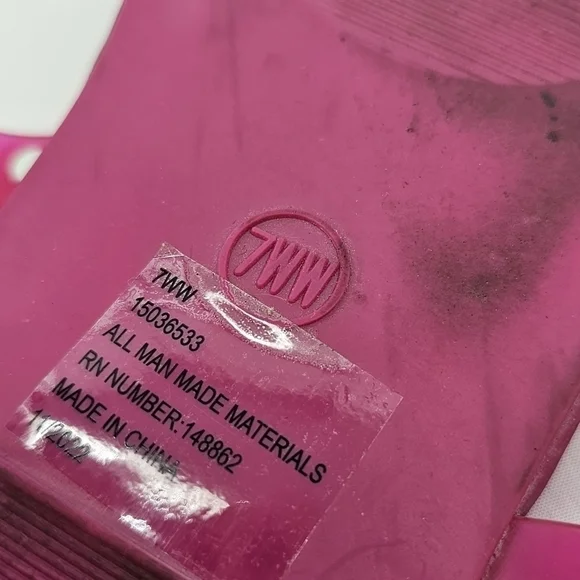 7WW
7WW
15036533
ALL MAN MADE MATERIALS
RN NUMBER:148862
MADE IN CHINA
11/2022